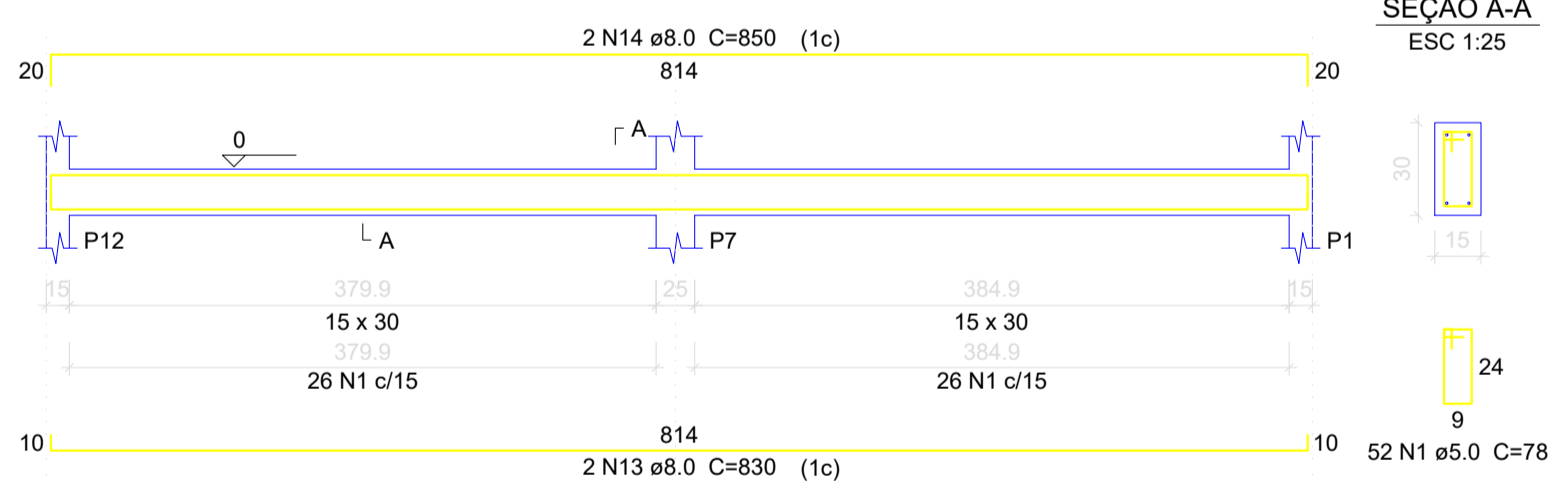 SEÇÃO A-A
ESC 1:25
2 N14 ø8.0 C=850 (1c)
20 814 20
0
A
A
P12 P7 P1
30
15
15 379.9 25 384.9 15
15 x 30 15 x 30
379.9 384.9
26 N1 c/15 26 N1 c/15
24
9
52 N1 ø5.0 C=78
10 814 10
2 N13 ø8.0 C=830 (1c)